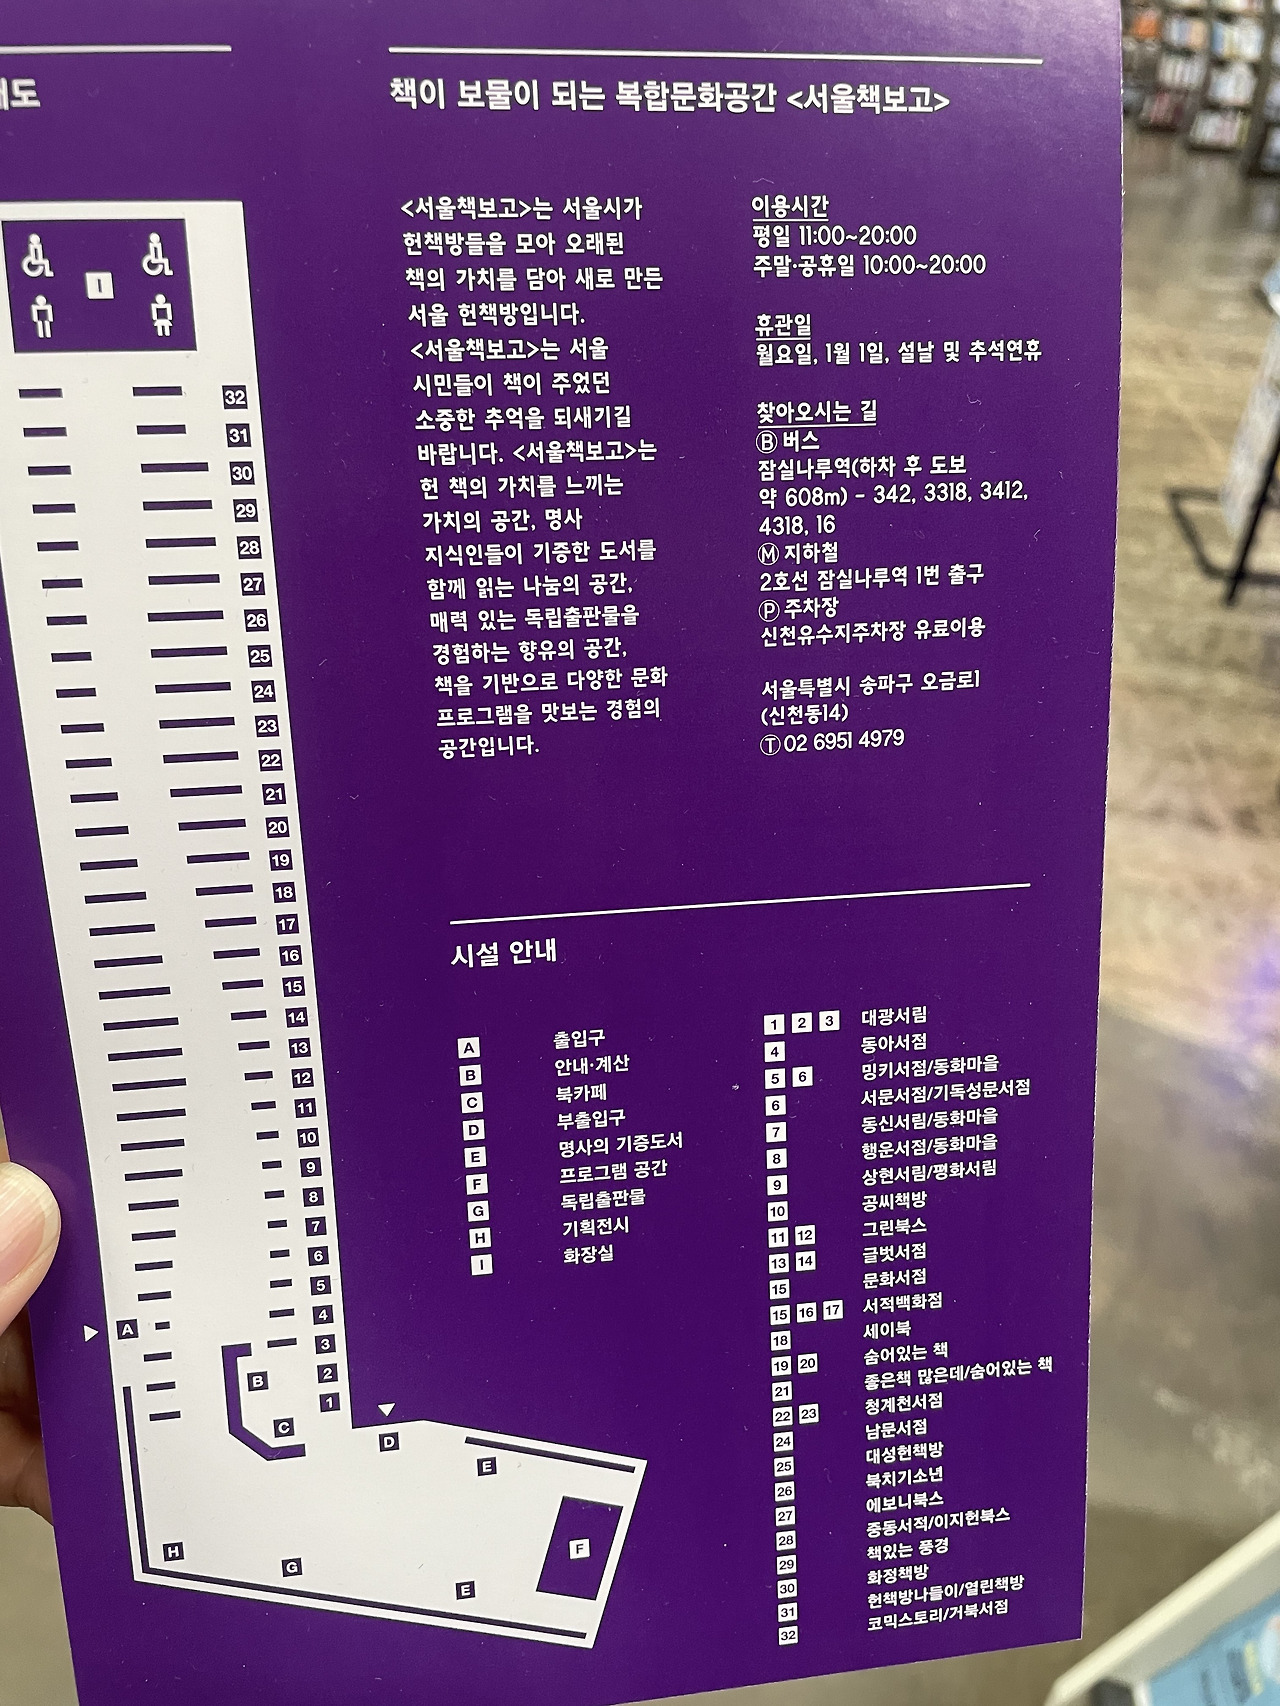 책이 보물이 되는 복합문화공간 <서울책보고>
<서울책보고>는 서울시가
헌책방들을 모아 오래된
책의 가치를 담아 새로 만든
서울 헌책방입니다.
<서울책보고>는 서울
시민들이 책이 주었던
소중한 추억을 되새기길
바랍니다. <서울책보고>는
헌 책의 가치를 느끼는
가치의 공간, 명사
지식인들이 기증한 도서를
함께 읽는 나눔의 공간,
매력 있는 독립출판물을
경험하는 향유의 공간,
책을 기반으로 다양한 문화
프로그램을 맛보는 경험의
공간입니다.
이용시간
평일 11:00~20:00
주말·공휴일 10:00~20:00
휴관일
월요일, 1월 1일, 설날 및 추석연휴
찾아오시는 길
Ⓑ 버스
잠실나루역(하차 후 도보
약 608m) - 342, 3318, 3412,
4318, 16
Ⓜ 지하철
2호선 잠실나루역 1번 출구
Ⓟ 주차장
신천유수지주차장 유료이용
서울특별시 송파구 오금로1
(신천동14)
Ⓣ 02 6951 4979
시설 안내
A 출입구
B 안내·계산
C 북카페
D 부출입구
E 명사의 기증도서
F 프로그램 공간
G 독립출판물
H 기획전시
I 화장실
1 2 3 대광서림
4 동아서점
5 6 밍키서점/동화마을
6 서문서점/기독성문서점
7 동신서림/동화마을
8 행운서점/동화마을
9 상현서림/평화서림
10 공씨책방
11 12 그린북스
13 14 글벗서점
15 문화서점
15 16 17 서적백화점
18 세이북
19 20 숨어있는 책
21 좋은책 많은데/숨어있는 책
22 23 청계천서점
24 남문서점
25 대성헌책방
26 북치기소년
27 에보니북스
28 중동서적/이지헌북스
29 책있는 풍경
30 화정책방
31 헌책방나들이/열린책방
32 코믹스토리/거북서점
I
32
31
30
29
28
27
26
25
24
23
22
21
20
19
18
17
16
15
14
13
12
11
10
9
8
7
6
5
4
3
2
1
A
B
C
D
E
F
H
G
E